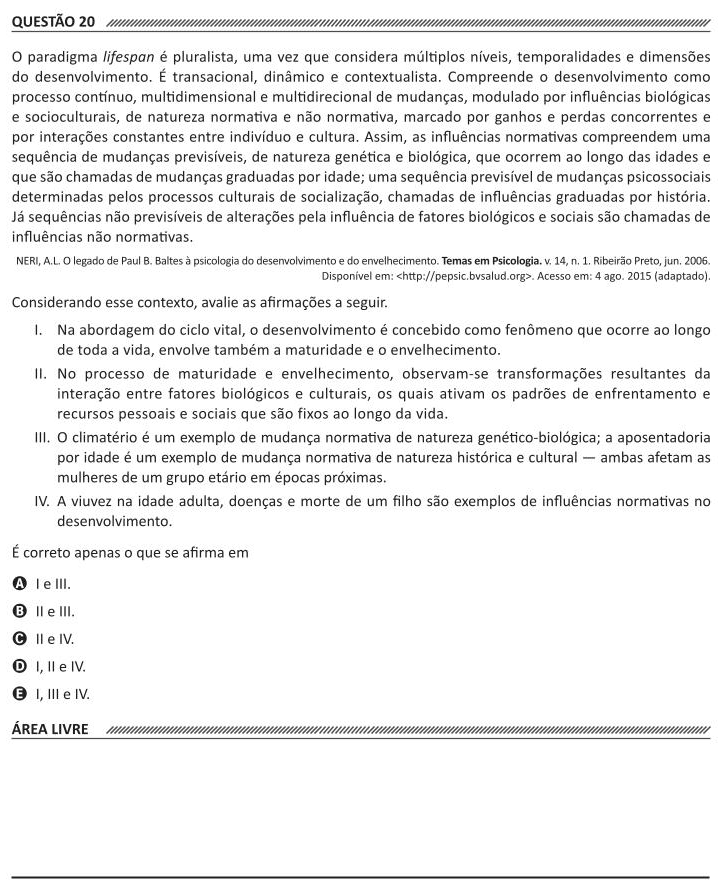 QUESTÃO 20
O paradigma lifespan é pluralista, uma vez que considera múltiplos níveis, temporalidades e dimensões
do desenvolvimento. É transacional, dinâmico e contextualista. Compreende o desenvolvimento como
processo contínuo, multidimensional e multidirecional de mudanças, modulado por influências biológicas
e socioculturais, de natureza normativa e não normativa, marcado por ganhos e perdas concorrentes e
por interações constantes entre indivíduo e cultura. Assim, as influências normativas compreendem uma
sequência de mudanças previsíveis, de natureza genética e biológica, que ocorrem ao longo das idades e
que são chamadas de mudanças graduadas por idade; uma sequência previsível de mudanças psicossociais
determinadas pelos processos culturais de socialização, chamadas de influências graduadas por história.
Já sequências não previsíveis de alterações pela influência de fatores biológicos e sociais são chamadas de
influências não normativas.
NERI, A.L. O legado de Paul B. Baltes à psicologia do desenvolvimento e do envelhecimento. Temas em Psicologia. v. 14, n. 1. Ribeirão Preto, jun. 2006.
Disponível em: <http://pepsic.bvsalud.org>. Acesso em: 4 ago. 2015 (adaptado).
Considerando esse contexto, avalie as afirmações a seguir.
I. Na abordagem do ciclo vital, o desenvolvimento é concebido como fenômeno que ocorre ao longo
de toda a vida, envolve também a maturidade e o envelhecimento.
II. No processo de maturidade e envelhecimento, observam-se transformações resultantes da
interação entre fatores biológicos e culturais, os quais ativam os padrões de enfrentamento e
recursos pessoais e sociais que são fixos ao longo da vida.
III. O climatério é um exemplo de mudança normativa de natureza genético-biológica; a aposentadoria
por idade é um exemplo de mudança normativa de natureza histórica e cultural — ambas afetam as
mulheres de um grupo etário em épocas próximas.
IV. A viuvez na idade adulta, doenças e morte de um filho são exemplos de influências normativas no
desenvolvimento.
É correto apenas o que se afirma em
A I e III.
B II e III.
C II e IV.
D I, II e IV.
E I, III e IV.
ÁREA LIVRE